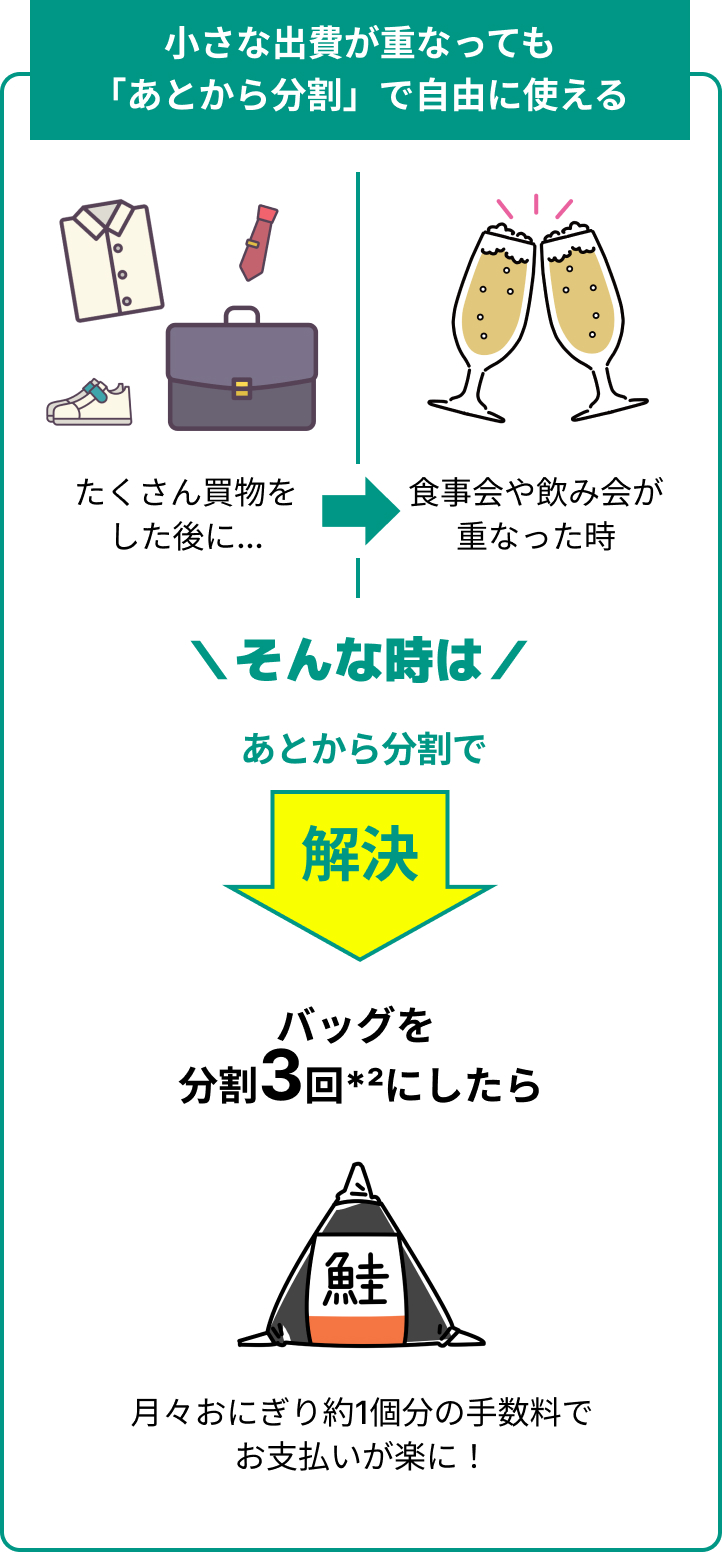 小さな出費が重なっても
「あとから分割」で自由に使える
たくさん買物を
した後に...
食事会や飲み会が
重なった時
＼そんな時は／
あとから分割で
解決
バッグを
分割3回*²にしたら
鮭
月々おにぎり約1個分の手数料で
お支払いが楽に！